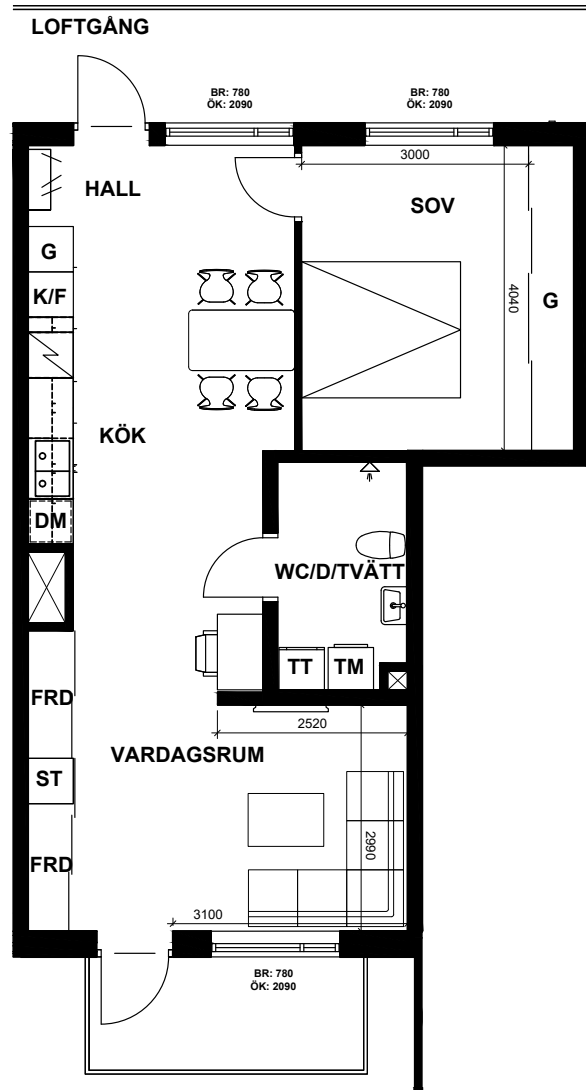 LOFTGÅNG
BR: 780
ÖK: 2090
BR: 780
ÖK: 2090
3000
HALL
SOV
G
K/F
4040
G
KÖK
DM
WC/D/TVÄTT
TT
TM
FRD
2520
VARDAGSRUM
ST
2990
FRD
3100
BR: 780
ÖK: 2090